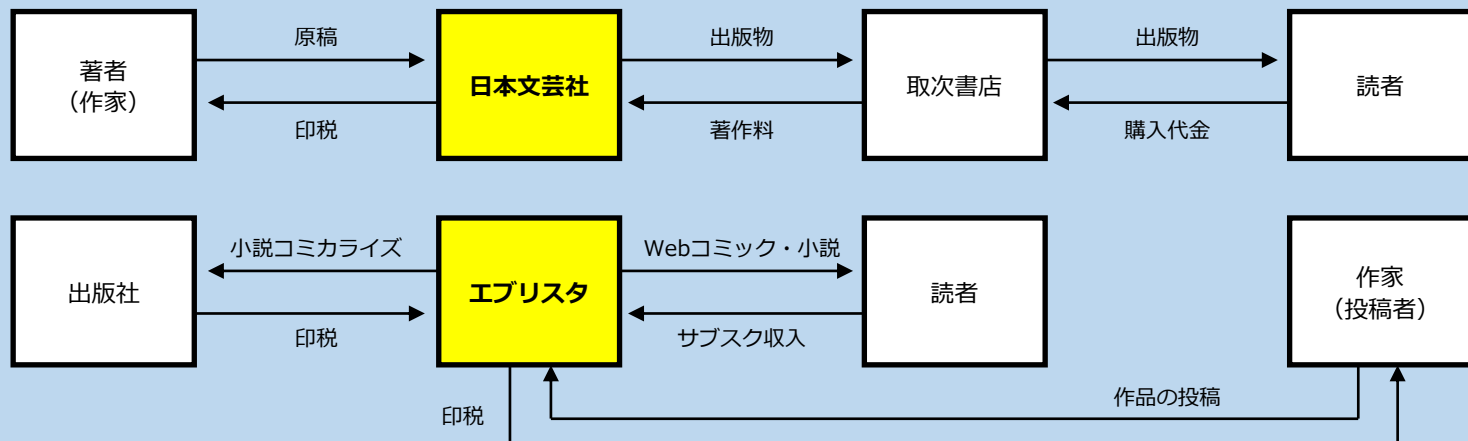 原稿
出版物
出版物
著者
（作家）
日本文芸社
取次書店
読者
印税
著作料
購入代金
小説コミカライズ
Webコミック・小説
出版社
エブリスタ
読者
作家
（投稿者）
印税
サブスク収入
作品の投稿
印税